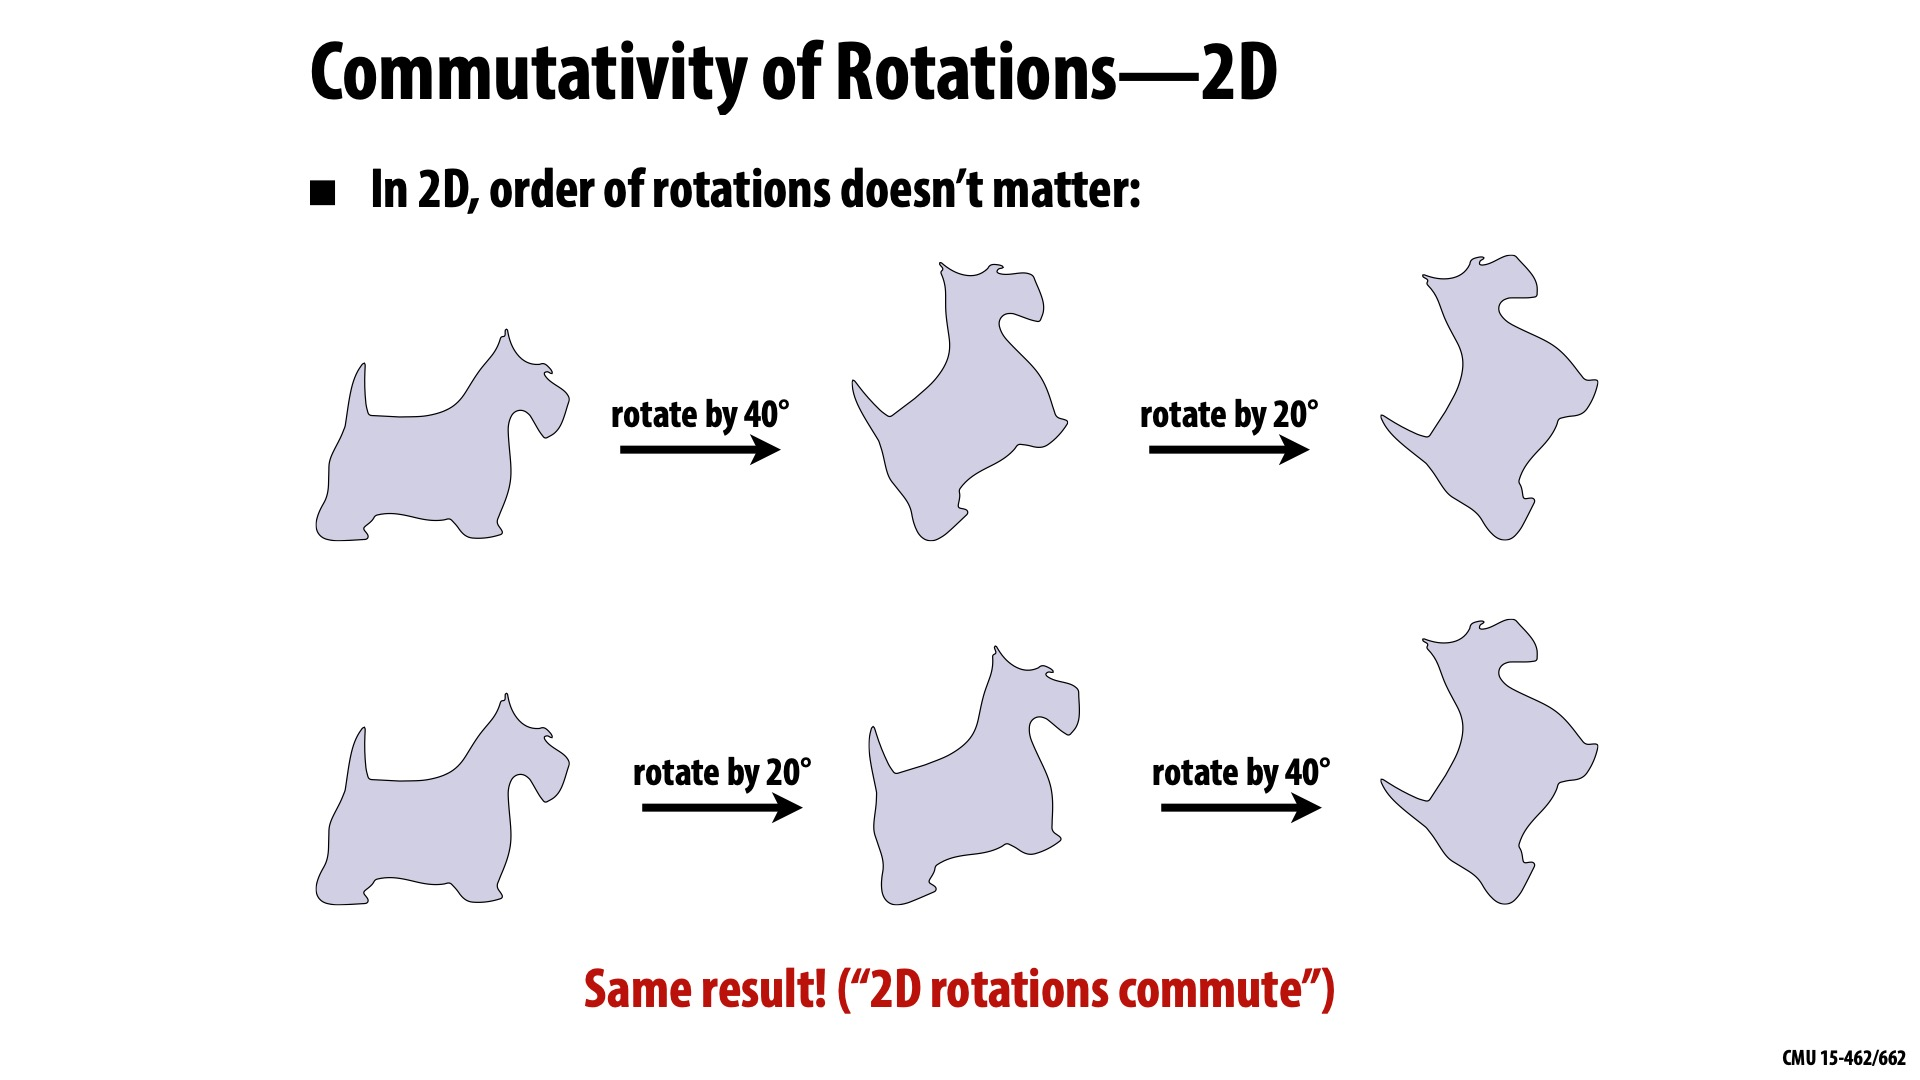 Commutativity of Rotations—2D
■ In 2D, order of rotations doesn’t matter:
rotate by 40°
rotate by 20°
rotate by 20°
rotate by 40°
Same result! (“2D rotations commute”)
CMU 15-462/662